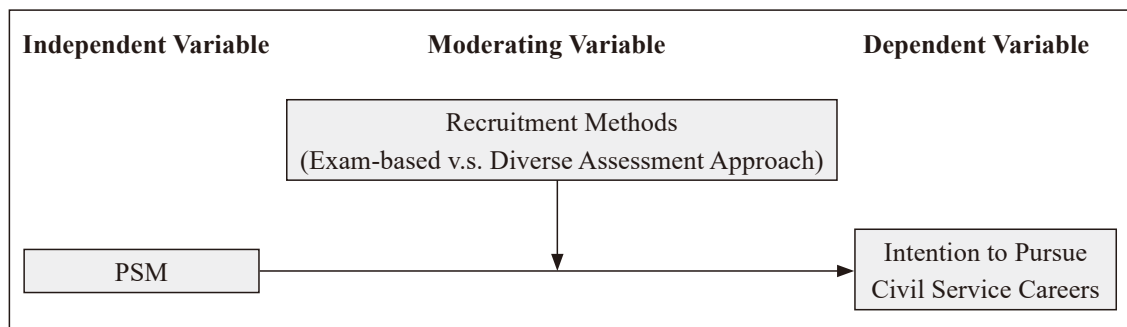 Independent Variable
Moderating Variable
Dependent Variable
Recruitment Methods
(Exam-based v.s. Diverse Assessment Approach)
PSM
Intention to Pursue
Civil Service Careers